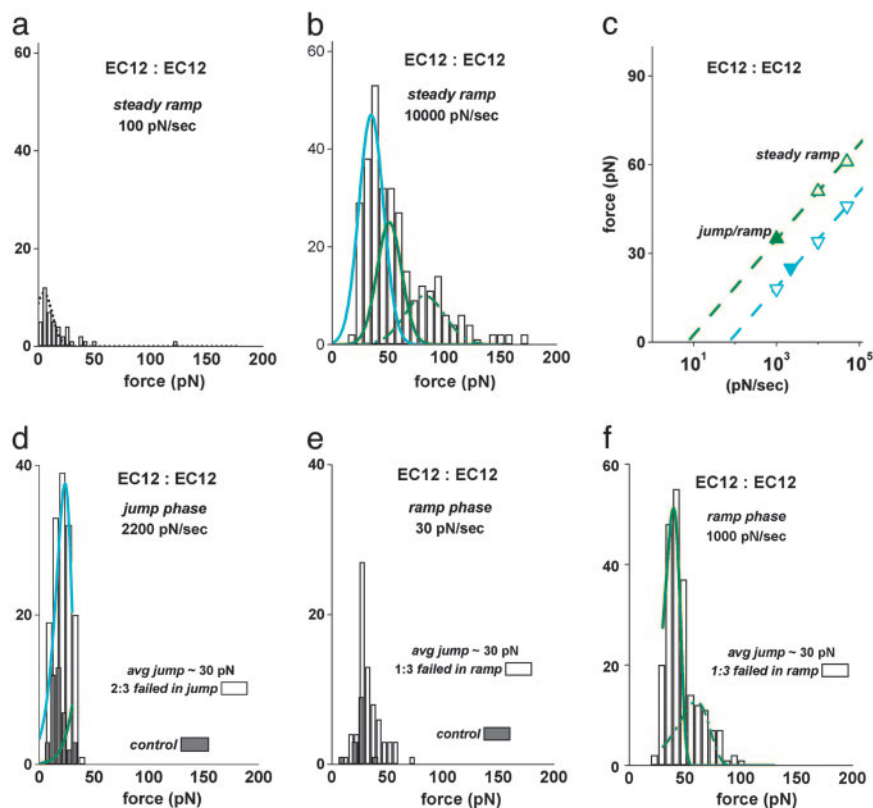 a
60
40
20
0
EC12 : EC12
steady ramp
100 pN/sec
0 50 100 150 200
force (pN)
b
60
40
20
0
EC12 : EC12
steady ramp
10000 pN/sec
0 50 100 150 200
force (pN)
c
EC12 : EC12
force (pN)
90
60
30
0
steady ramp
jump/ramp
10¹ 10³ 10⁵
(pN/sec)
d
40
20
0
EC12 : EC12
jump phase
2200 pN/sec
avg jump ~ 30 pN
2:3 failed in jump
control
0 50 100 150 200
force (pN)
e
40
20
0
EC12 : EC12
ramp phase
30 pN/sec
avg jump ~ 30 pN
1:3 failed in ramp
control
0 50 100 150 200
force (pN)
f
60
40
20
0
EC12 : EC12
ramp phase
1000 pN/sec
avg jump ~ 30 pN
1:3 failed in ramp
0 50 100 150 200
force (pN)